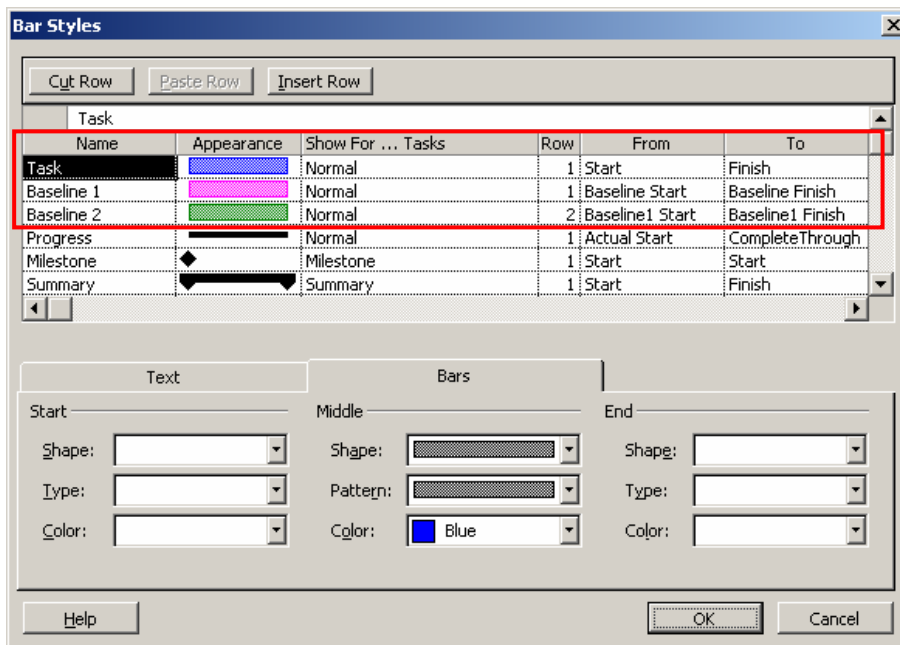 Bar Styles
Cut Row Paste Row Insert Row
Task
Name Appearance Show For ... Tasks Row From To
Task Normal 1 Start Finish
Baseline 1 Normal 1 Baseline Start Baseline Finish
Baseline 2 Normal 2 Baseline1 Start Baseline1 Finish
Progress Normal 1 Actual Start CompleteThrough
Milestone Milestone 1 Start Start
Summary Summary 1 Start Finish
Text Bars
Start Middle End
Shape: Shape: Shape:
Type: Pattern: Type:
Color: Color: Blue Color:
Help OK Cancel